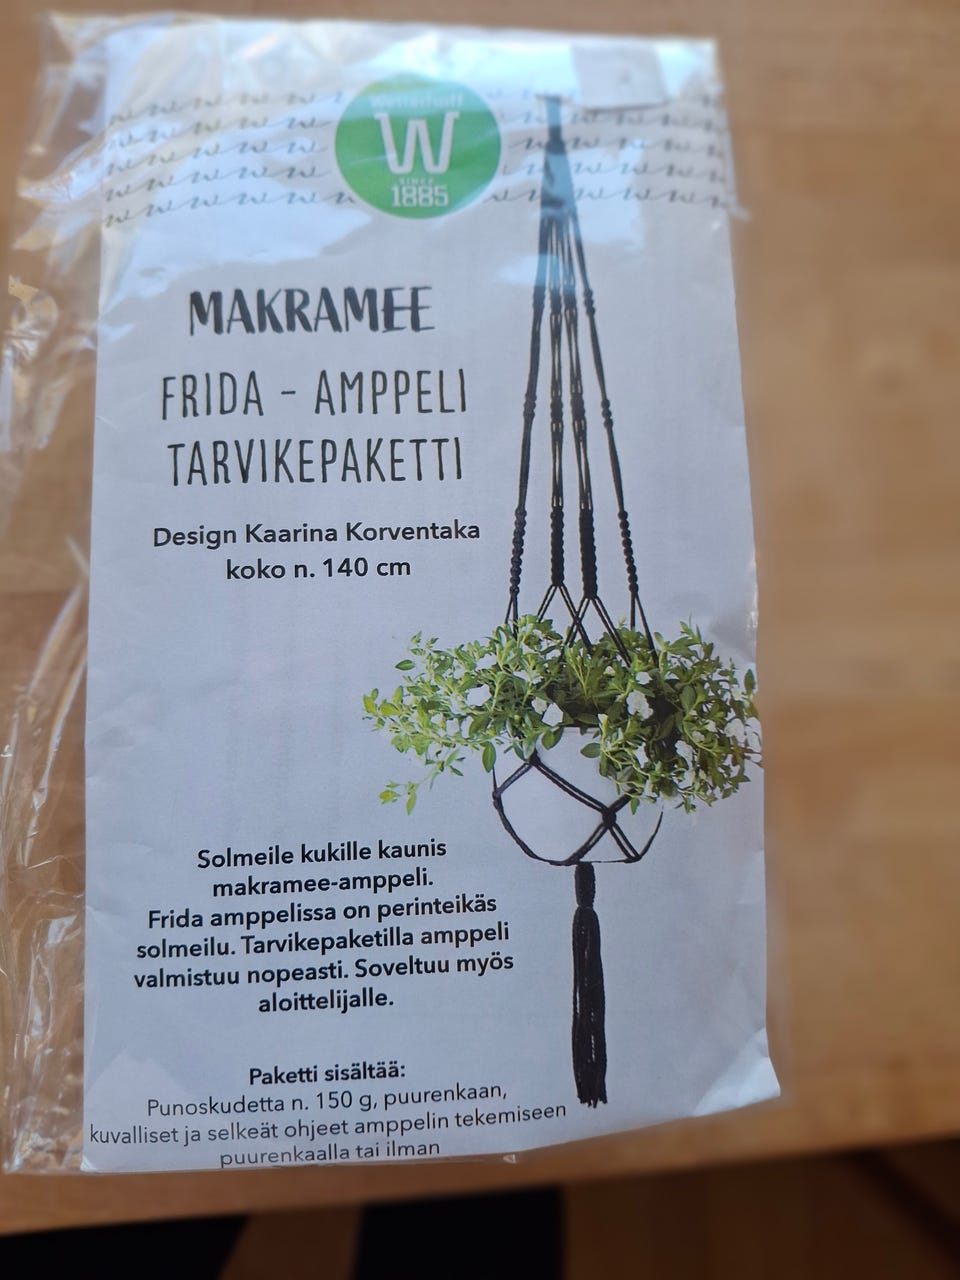 Wetterhoff
W
SINCE
1885
MAKRAMEE
FRIDA - AMPPELI
TARVIKEPAKETTI
Design Kaarina Korventaka
koko n. 140 cm
Solmeile kukille kaunis
makramee-amppeli.
Frida amppelissa on perinteikäs
solmeilu. Tarvikepaketilla amppeli
valmistuu nopeasti. Soveltuu myös
aloittelijalle.
Paketti sisältää:
Punoskudetta n. 150 g, puurenkaan,
kuvalliset ja selkeät ohjeet amppelin tekemiseen
puurenkaalla tai ilman